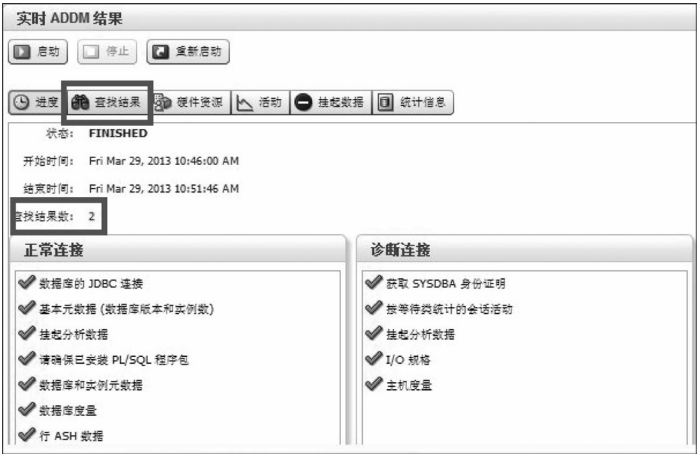 实时 ADDM 结果
启动 停止 重新启动
进度 查找结果 硬件资源 活动 挂起数据 统计信息
状态: FINISHED
开始时间: Fri Mar 29, 2013 10:46:00 AM
结束时间: Fri Mar 29, 2013 10:51:46 AM
查找结果数: 2
正常连接
数据库的 JDBC 连接
基本元数据 (数据库版本和实例数)
挂起分析数据
请确保已安装 PL/SQL 程序包
数据库和实例元数据
数据库度量
行 ASH 数据
诊断连接
获取 SYSDBA 身份证明
按等待类统计的会话活动
挂起分析数据
I/O 规格
主机度量